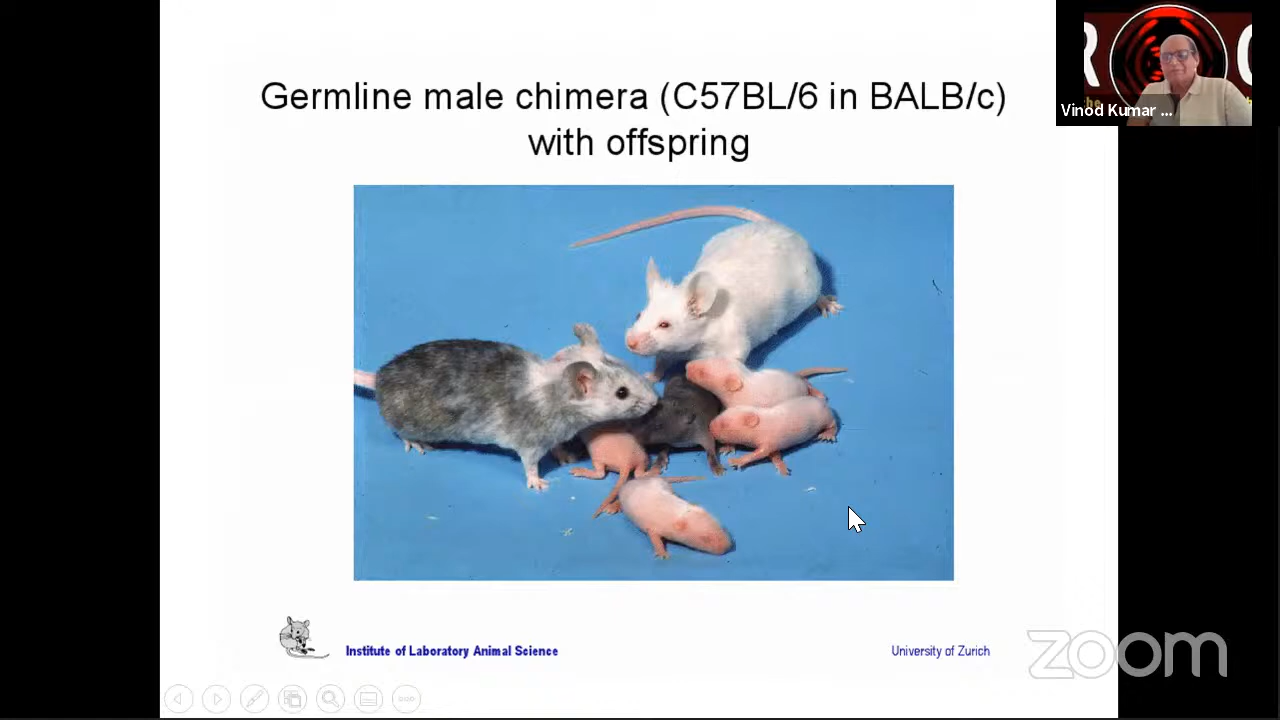 Germline male chimera (C57BL/6 in BALB/c)
with offspring
Vinod Kumar ...
Institute of Laboratory Animal Science
University of Zurich
zoom